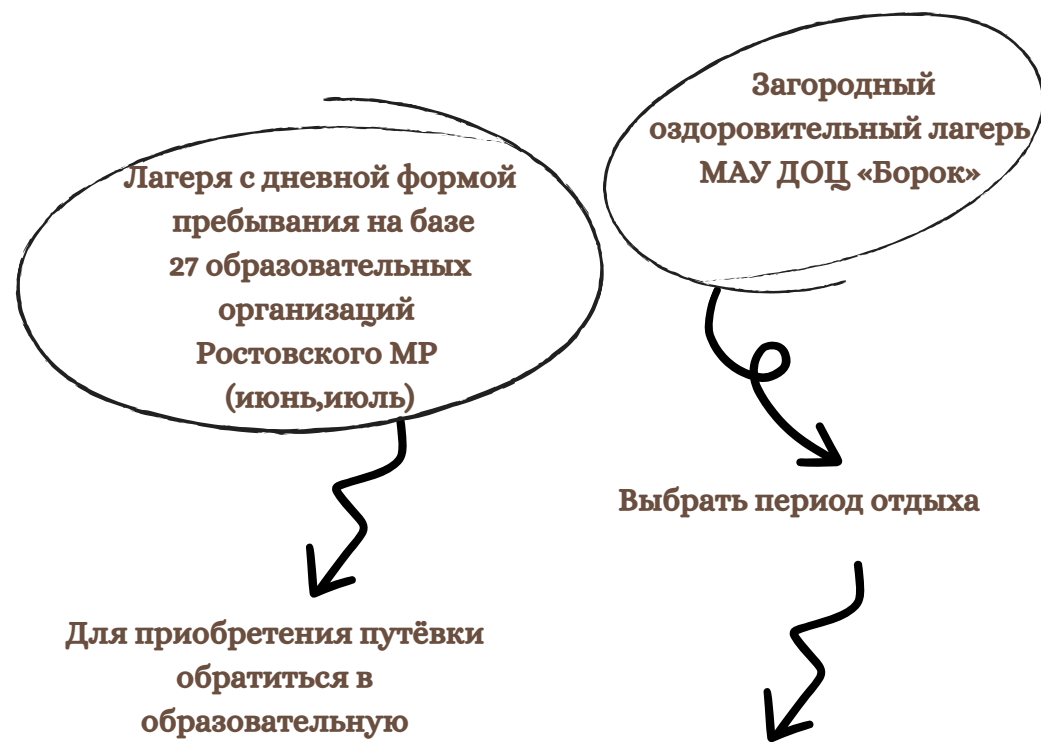 Загородный
оздоровительный лагерь
МАУ ДОЦ «Борок»
Лагеря с дневной формой
пребывания на базе
27 образовательных
организаций
Ростовского МР
(июнь,июль)
Выбрать период отдыха
Для приобретения путёвки
обратиться в
образовательную